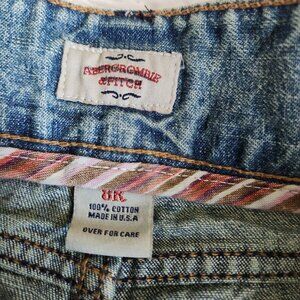 ABERCROMBIE
& FITCH
8R
100% COTTON
MADE IN U.S.A
OVER FOR CARE